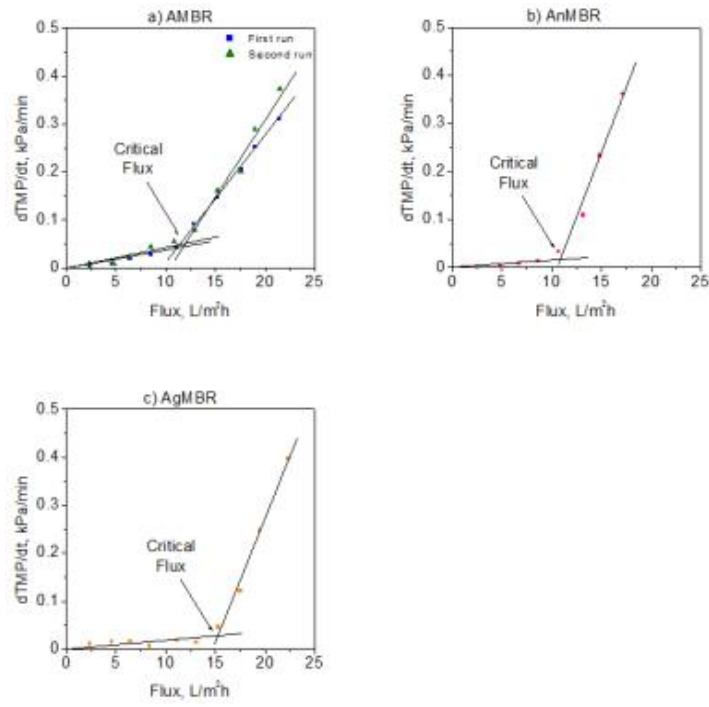 a) AMBR
First run
Second run
0.5
0.4
0.3
0.2
0.1
0
dTMP/dt, kPa/min
Critical
Flux
0 5 10 15 20 25
Flux, L/m²h
b) AnMBR
0.5
0.4
0.3
0.2
0.1
0
dTMP/dt, kPa/min
Critical
Flux
0 5 10 15 20 25
Flux, L/m²h
c) AgMBR
0.5
0.4
0.3
0.2
0.1
0
dTMP/dt, kPa/min
Critical
Flux
0 5 10 15 20 25
Flux, L/m²h